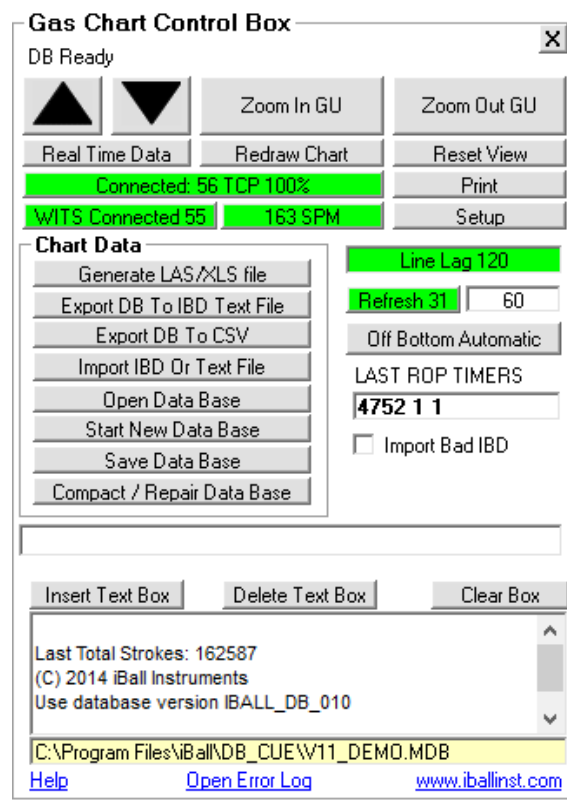 Gas Chart Control Box
X
DB Ready
Zoom In GU Zoom Out GU
Real Time Data Redraw Chart Reset View
Connected: 56 TCP 100% Print
WITS Connected 55 163 SPM Setup
Chart Data
Generate LAS/XLS file
Export DB To IBD Text File
Export DB To CSV
Import IBD Or Text File
Open Data Base
Start New Data Base
Save Data Base
Compact / Repair Data Base
Line Lag 120
Refresh 31 60
Off Bottom Automatic
LAST ROP TIMERS
4752 1 1
Import Bad IBD
Insert Text Box Delete Text Box Clear Box
Last Total Strokes: 162587
(C) 2014 iBall Instruments
Use database version IBALL_DB_010
C:\Program Files\iBall\DB_CUE\V11_DEMO.MDB
Help Open Error Log www.iballinst.com